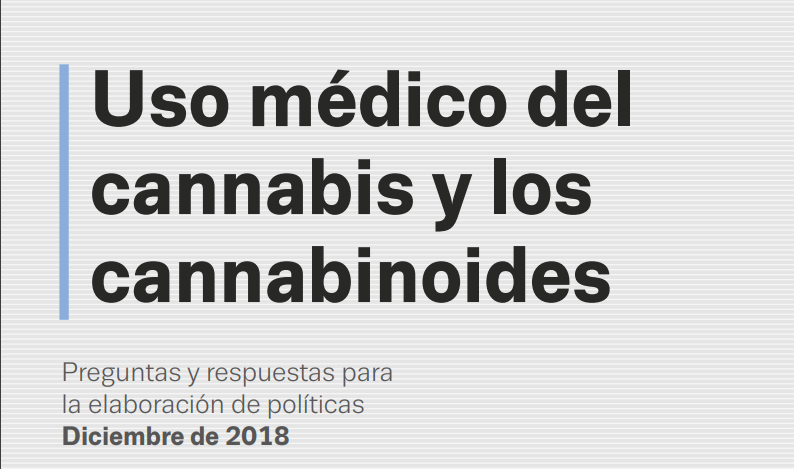 Uso médico del
cannabis y los
cannabinoides
Preguntas y respuestas para
la elaboración de políticas
Diciembre de 2018